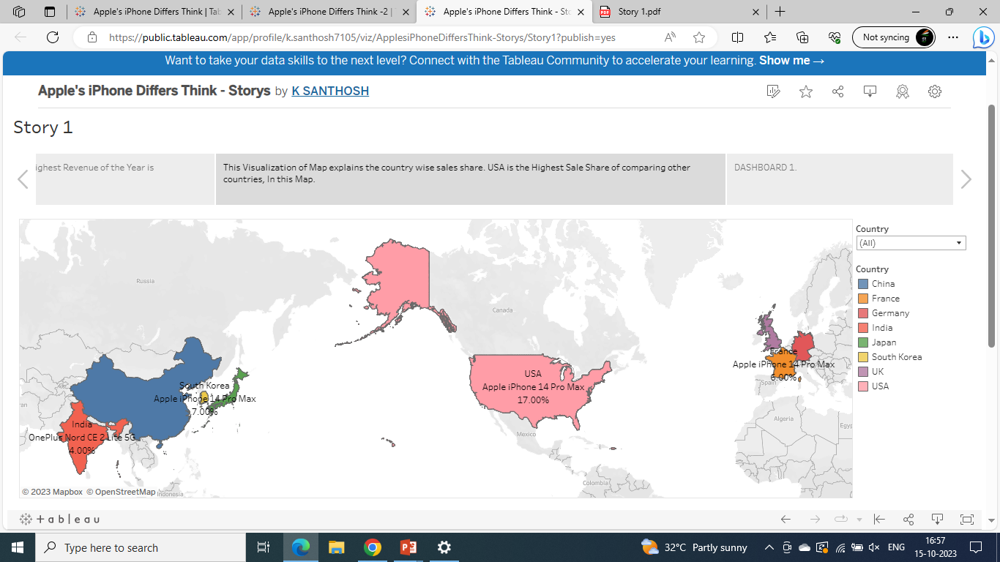 Apple's iPhone Differs Think | Tab
Apple's iPhone Differs Think -2 | T
Apple's iPhone Differs Think - Sto
Story 1.pdf
https://public.tableau.com/app/profile/k.santhosh7105/viz/ApplesiPhoneDiffersThink-Storys/Story1?publish=yes
Not syncing
Want to take your data skills to the next level? Connect with the Tableau Community to accelerate your learning. Show me →
Apple's iPhone Differs Think - Storys by K SANTHOSH
Story 1
ighest Revenue of the Year is
This Visualization of Map explains the country wise sales share. USA is the Highest Sale Share of comparing other
countries, In this Map.
DASHBOARD 1.
Russia
Canada
USA
Apple iPhone 14 Pro Max
17.00%
Mexico
Colombia
South Korea
Apple iPhone 14 Pro Max
7.00%
India
OnePlus Nord CE 2 Lite 5G
4.00%
France
Apple iPhone 14 Pro Max
6.00%
Spain
Algeria
Egyp
an
Indonesia
© 2023 Mapbox © OpenStreetMap
Country
(All)
Country
China
France
Germany
India
Japan
South Korea
UK
USA
+ a b | e a u
Type here to search
32°C Partly sunny
ENG
16:57
15-10-2023